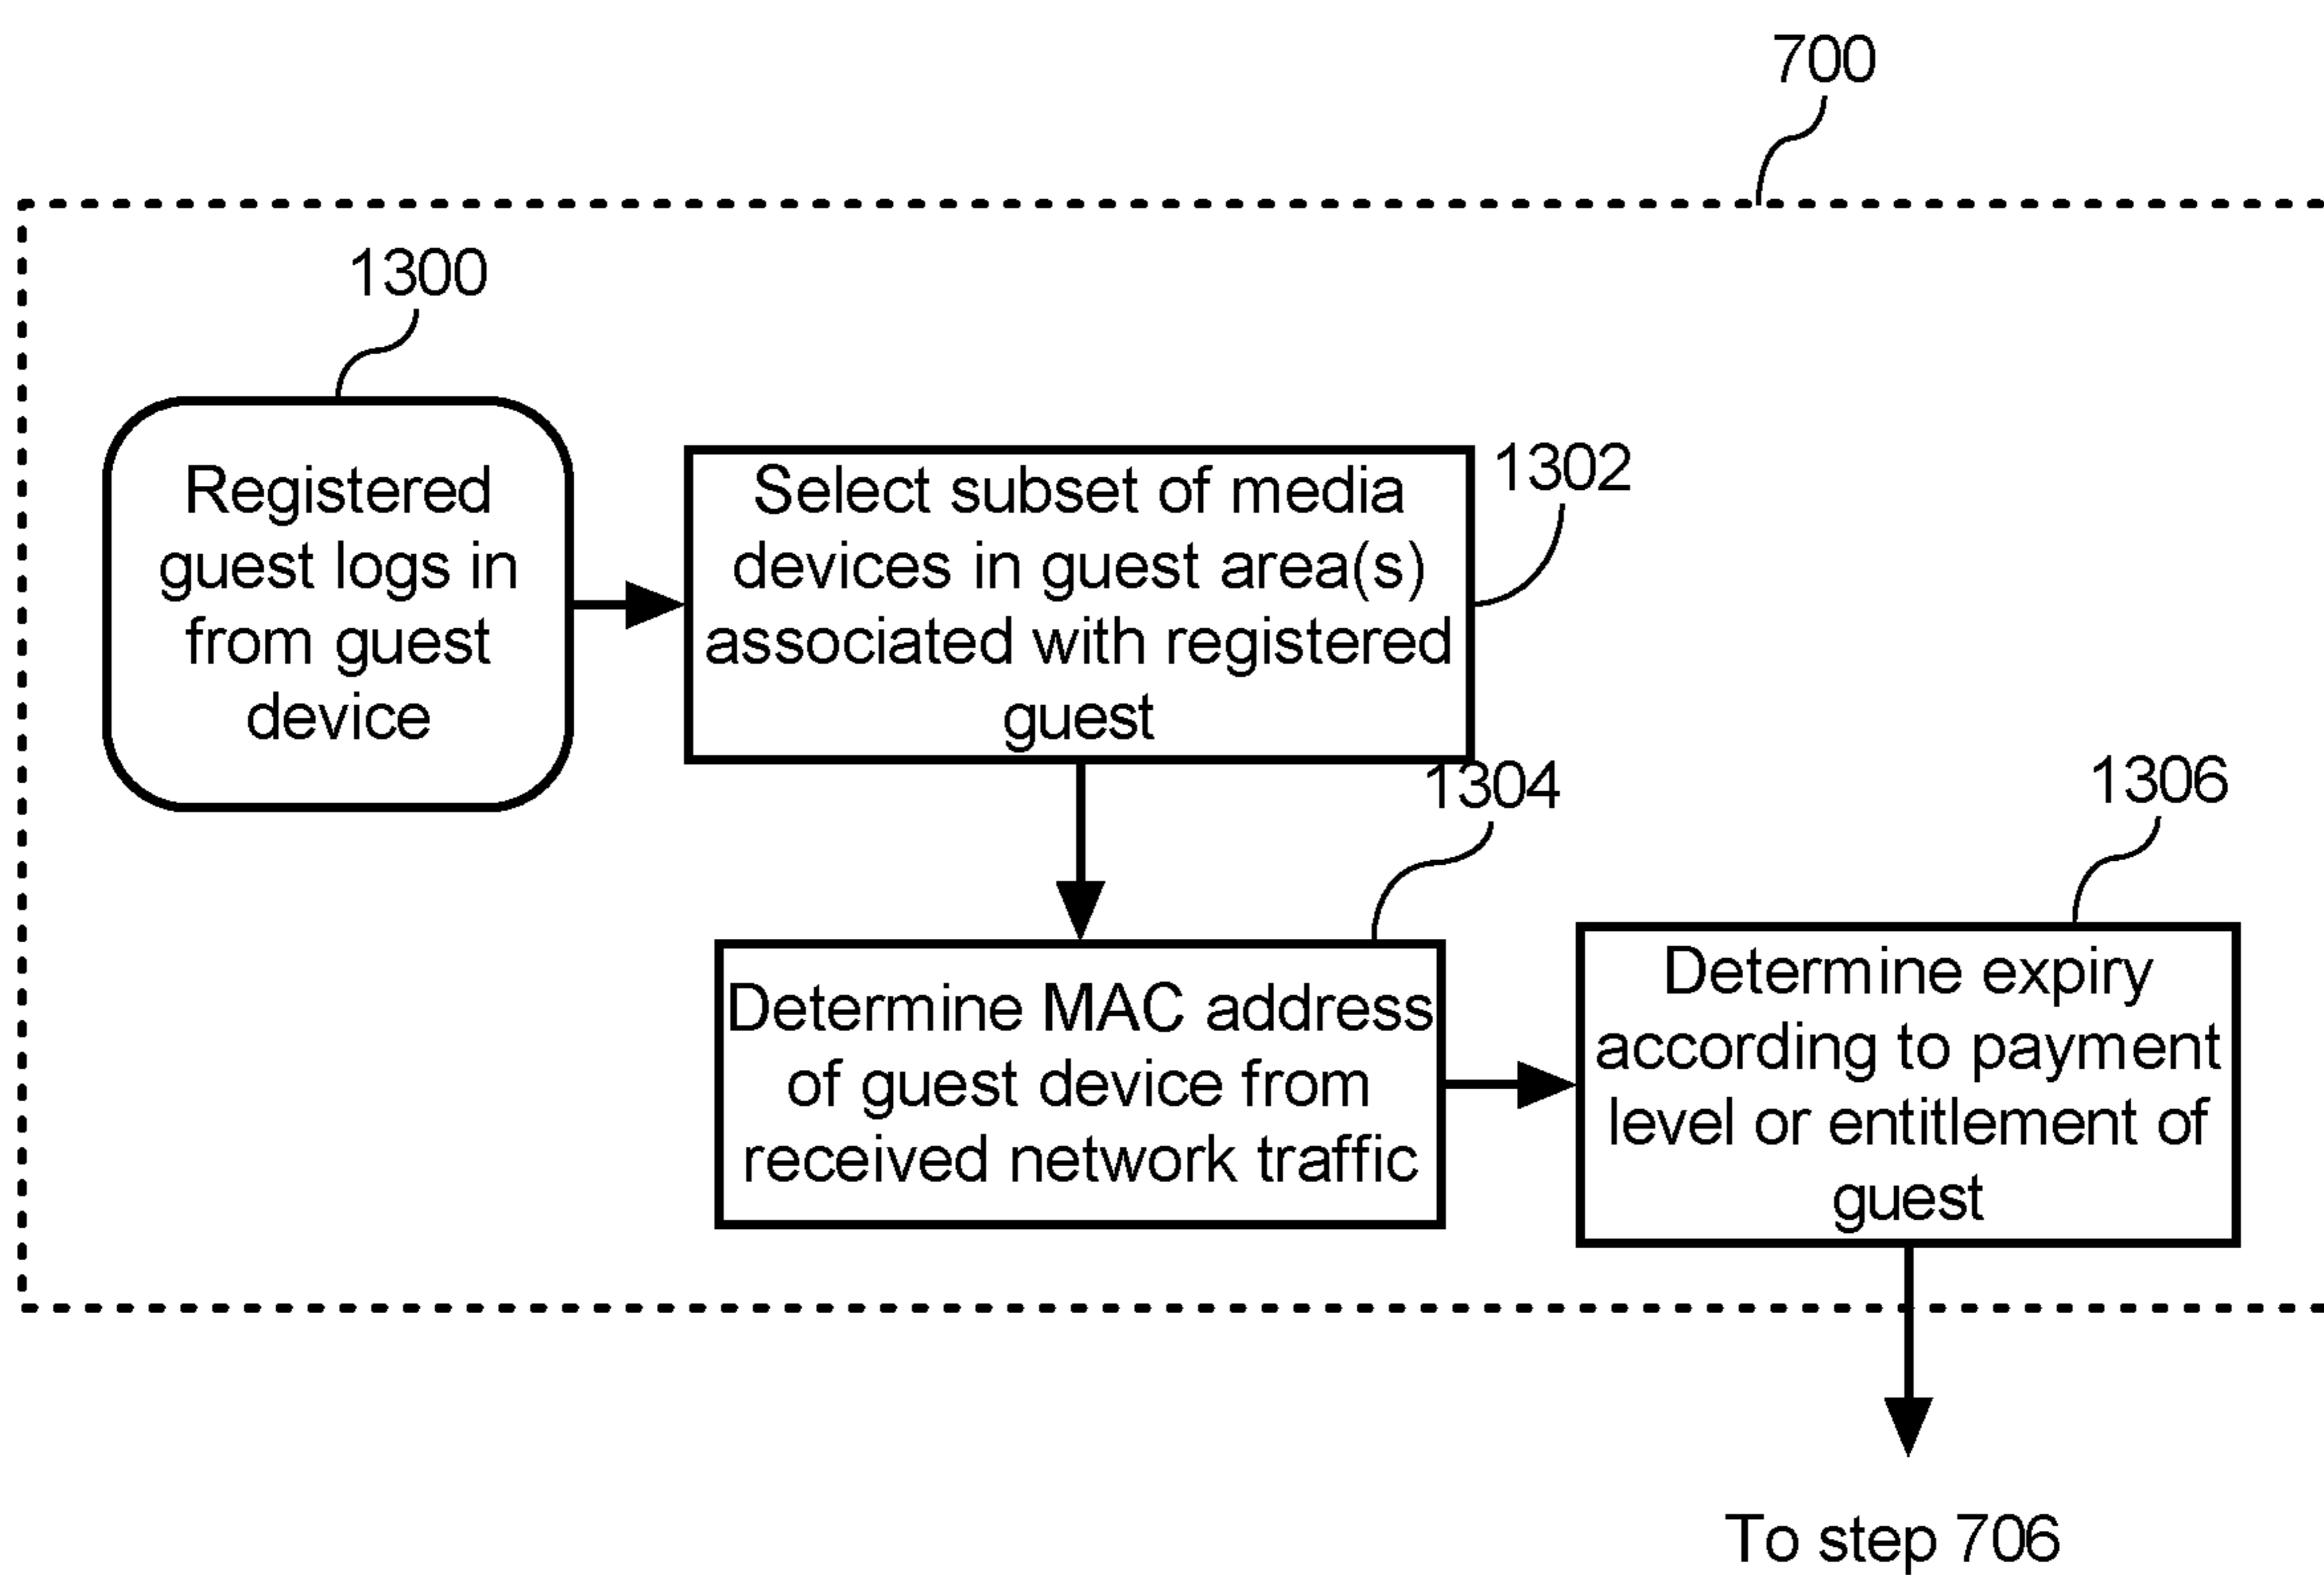 700
1300
Registered
guest logs in
from guest
device
1302
Select subset of media
devices in guest area(s)
associated with registered
guest
1304
Determine MAC address
of guest device from
received network traffic
1306
Determine expiry
according to payment
level or entitlement of
guest
To step 706